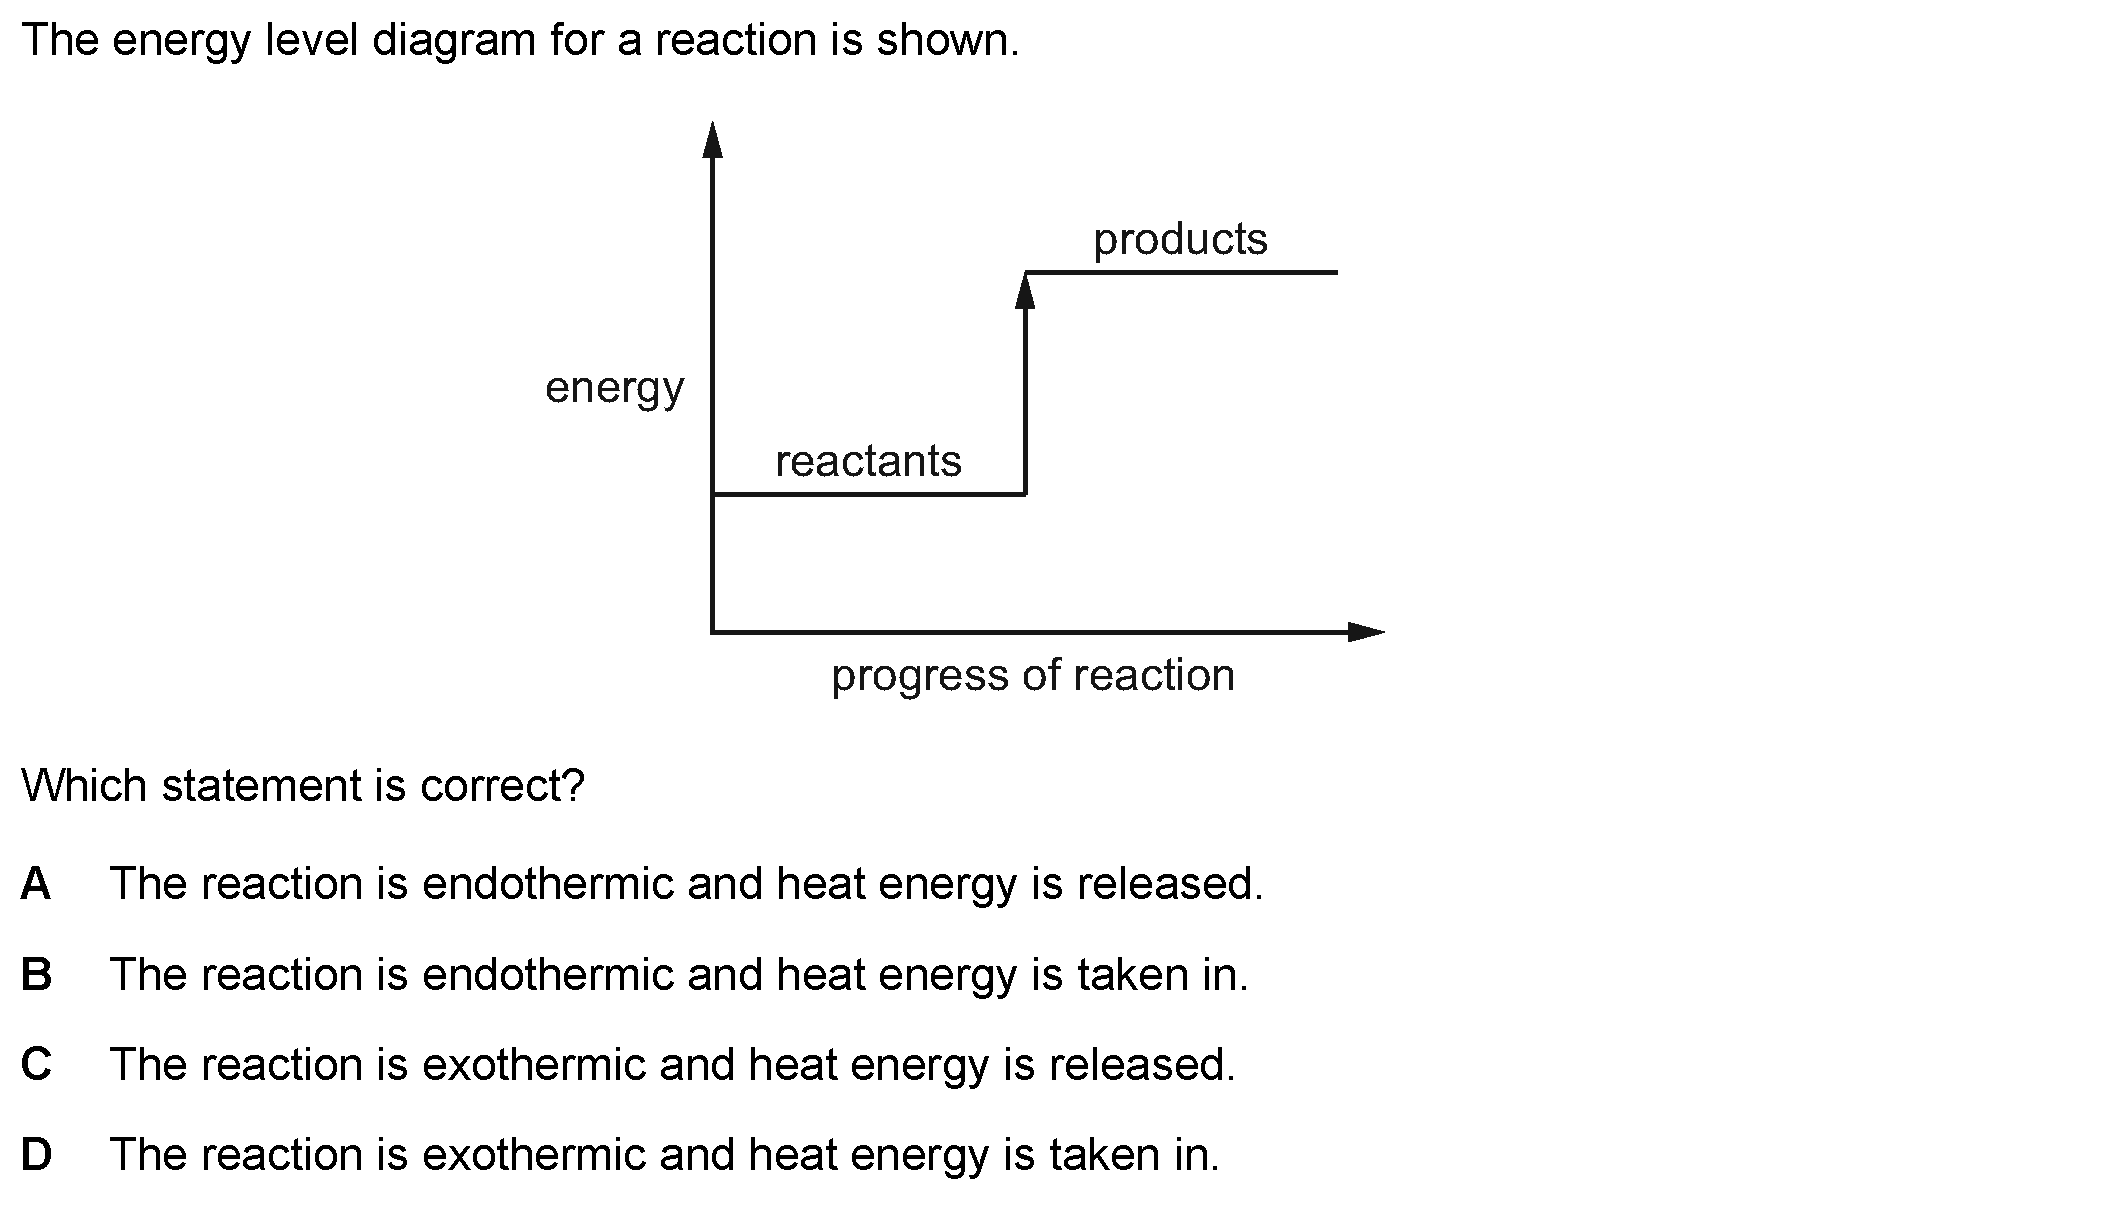 The energy level diagram for a reaction is shown.
products
energy
reactants
progress of reaction
Which statement is correct?
A The reaction is endothermic and heat energy is released.
B The reaction is endothermic and heat energy is taken in.
C The reaction is exothermic and heat energy is released.
D The reaction is exothermic and heat energy is taken in.